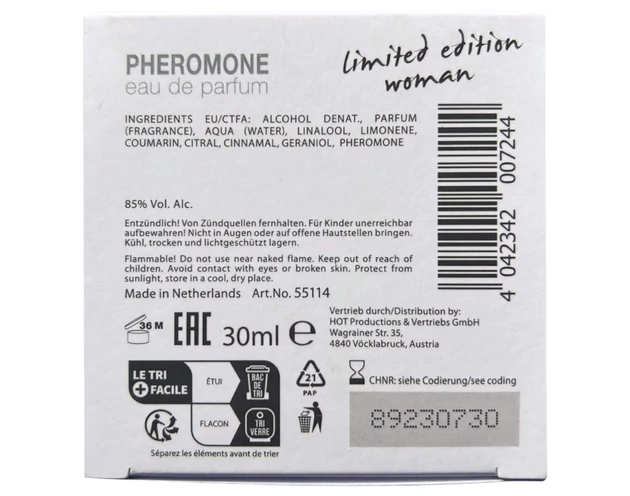 PHEROMONE
eau de parfum
limited edition
woman
INGREDIENTS EU/CTFA: ALCOHOL DENAT., PARFUM
(FRAGRANCE), AQUA (WATER), LINALOOL, LIMONENE,
COUMARIN, CITRAL, CINNAMAL, GERANIOL, PHEROMONE
4 042342 007244
85% Vol. Alc.
Entzündlich! Von Zündquellen fernhalten. Für Kinder unerreichbar
aufbewahren! Nicht in Augen oder auf offene Hautstellen bringen.
Kühl, trocken und lichtgeschützt lagern.
Flammable! Do not use near naked flame. Keep out of reach of
children. Avoid contact with eyes or broken skin. Protect from
sunlight, store in a cool, dry place.
Made in Netherlands Art.No. 55114
36 M EAC 30ml e
Vertrieb durch/Distribution by:
HOT Productions & Vertriebs GmbH
Wagrainer Str. 35,
4840 Vöcklabruck, Austria
LE TRI
+ FACILE
ÉTUI
BAC
DE
TRI
FLACON
TRI
VERRE
Séparez les éléments avant de trier
21
PAP
CHNR: siehe Codierung/see coding
89230730